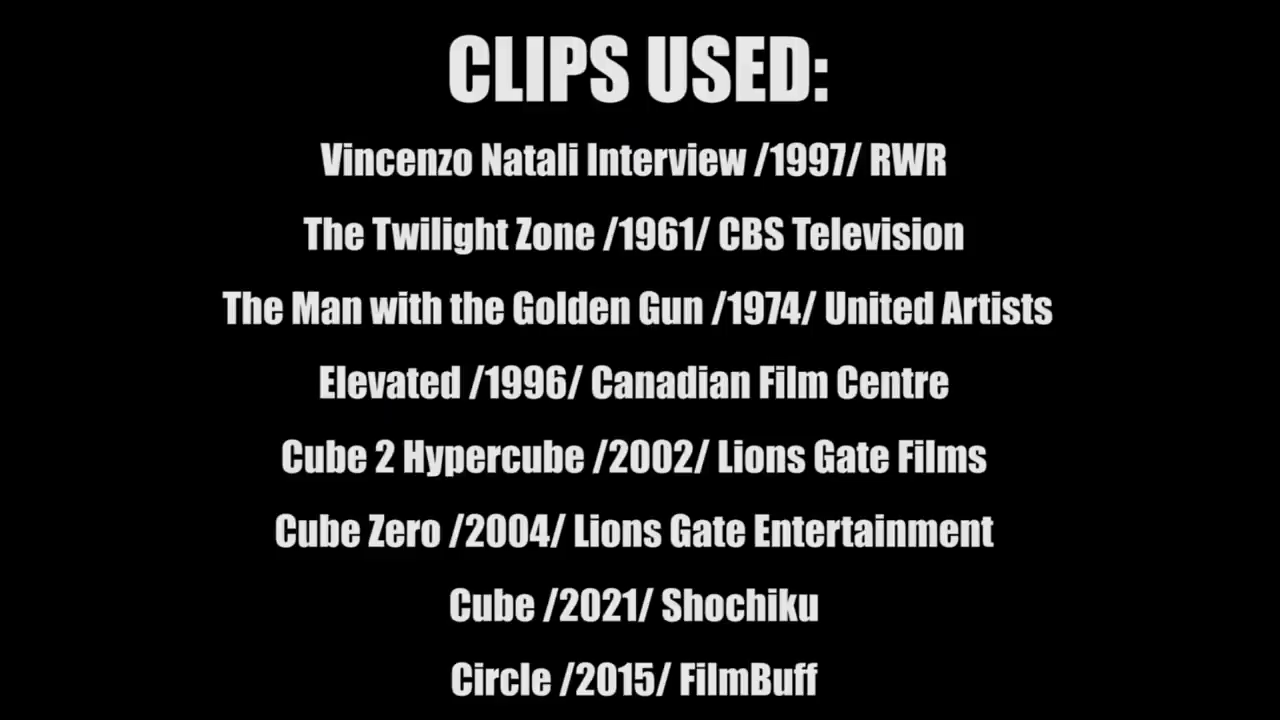 CLIPS USED:
Vincenzo Natali Interview /1997/ RWR
The Twilight Zone /1961/ CBS Television
The Man with the Golden Gun /1974/ United Artists
Elevated /1996/ Canadian Film Centre
Cube 2 Hypercube /2002/ Lions Gate Films
Cube Zero /2004/ Lions Gate Entertainment
Cube /2021/ Shochiku
Circle /2015/ FilmBuff